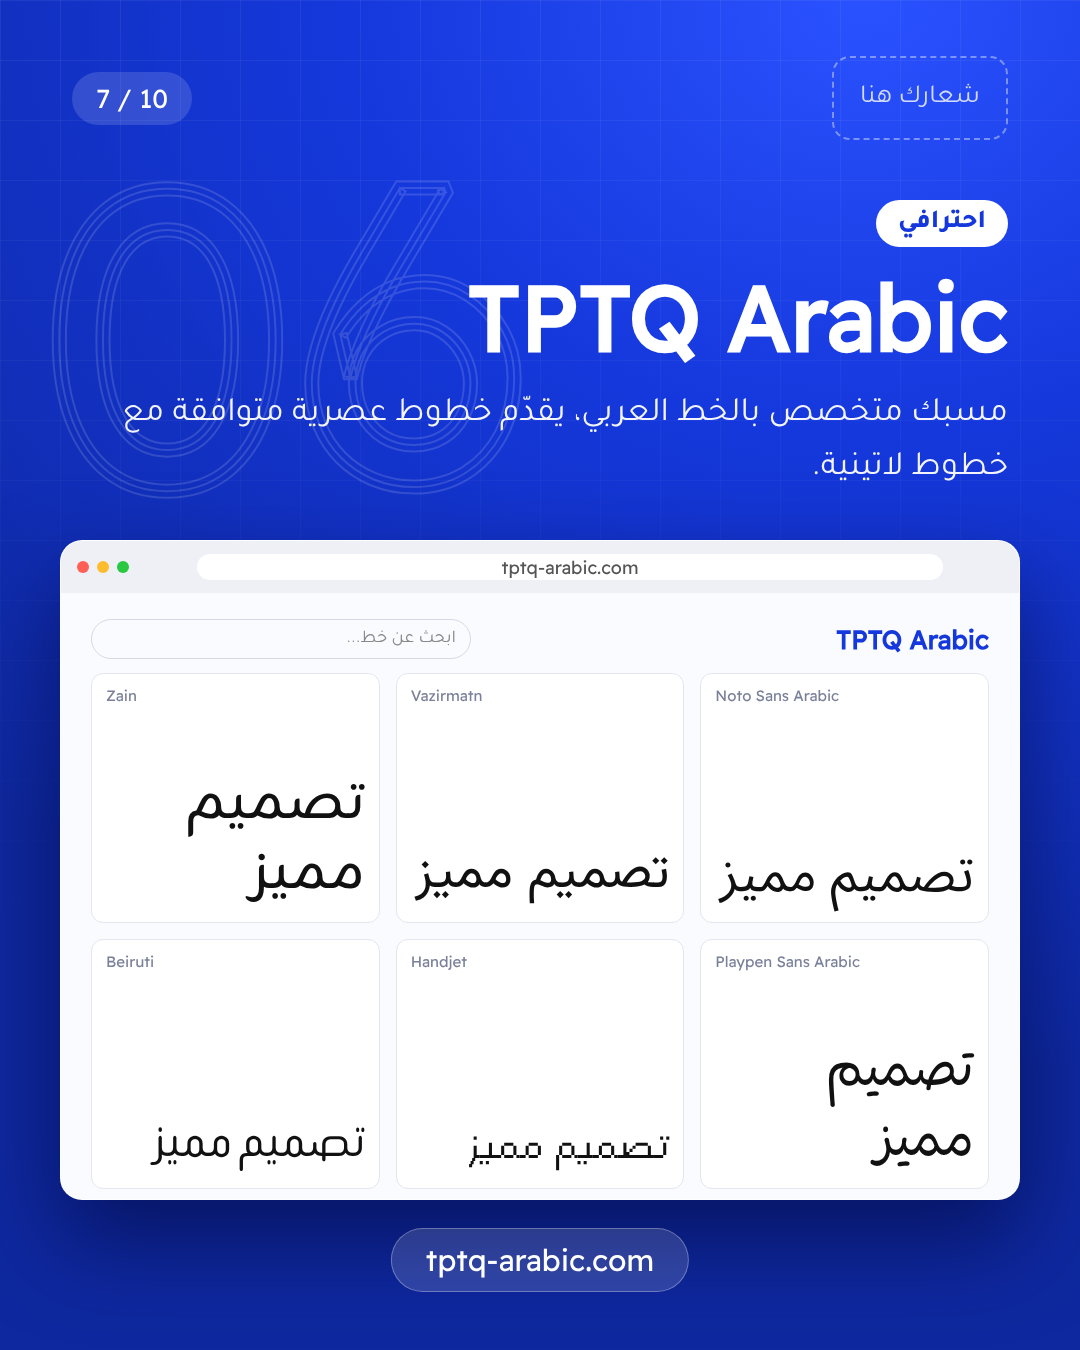 شعارك هنا
7 / 10
06
احترافي
TPTQ Arabic
مسبك متخصص بالخط العربي، يقدّم خطوط عصرية متوافقة مع
خطوط لاتينية.
tptq-arabic.com
TPTQ Arabic
ابحث عن خط...
Noto Sans Arabic
تصميم مميز
Vazirmatn
تصميم مميز
Zain
تصميم
مميز
Playpen Sans Arabic
تصميم
مميز
Handjet
تصميم مميز
Beiruti
تصميم مميز
tptq-arabic.com